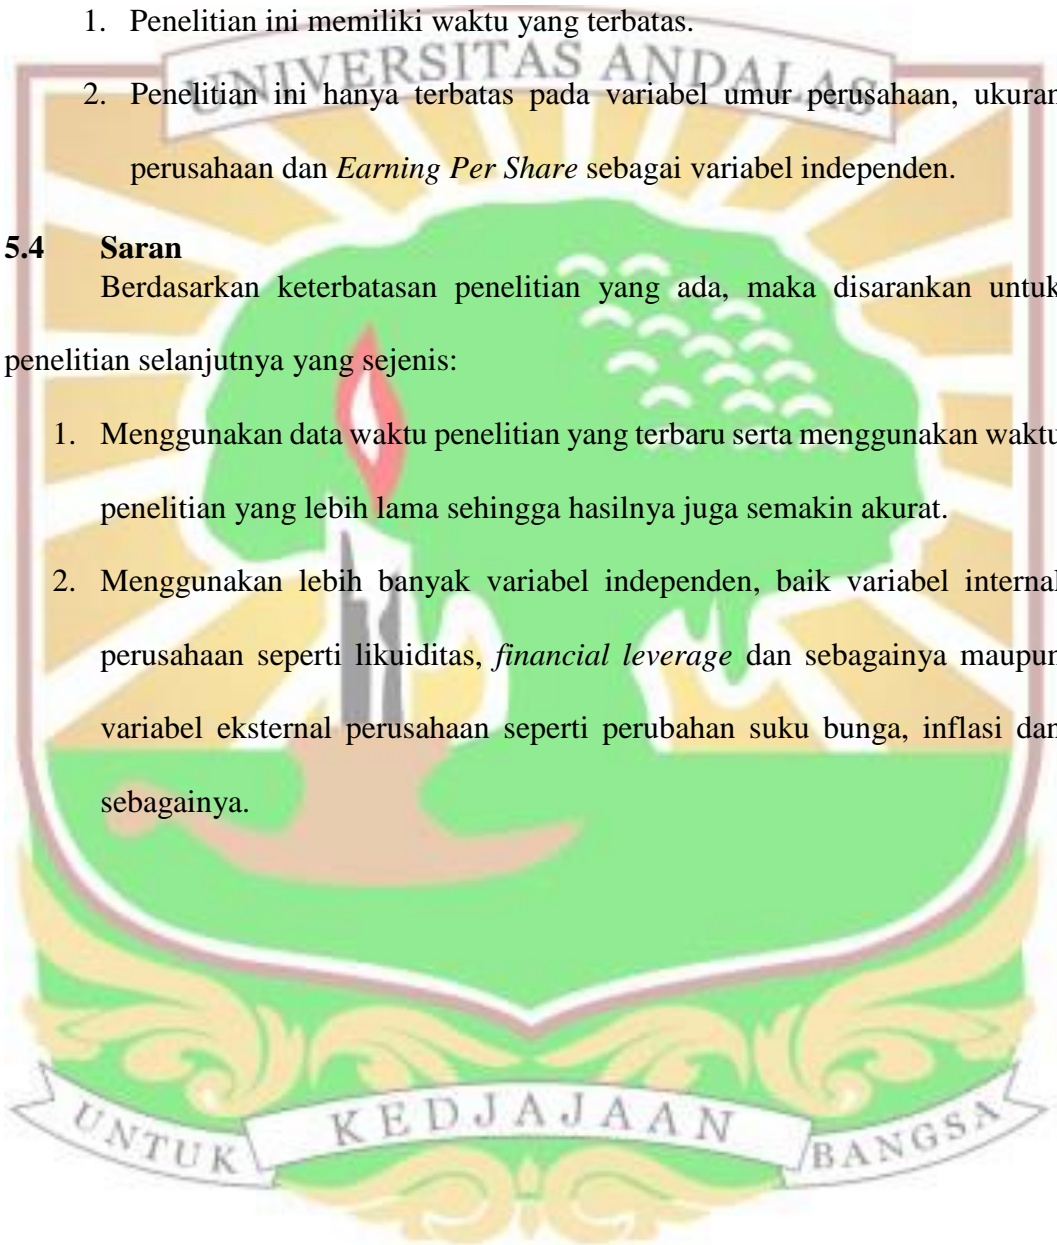 1. Penelitian ini memiliki waktu yang terbatas.
UNIVERSITAS ANDALAS
2. Penelitian ini hanya terbatas pada variabel umur perusahaan, ukuran
perusahaan dan Earning Per Share sebagai variabel independen.
5.4 Saran
Berdasarkan keterbatasan penelitian yang ada, maka disarankan untuk
penelitian selanjutnya yang sejenis:
1. Menggunakan data waktu penelitian yang terbaru serta menggunakan waktu
penelitian yang lebih lama sehingga hasilnya juga semakin akurat.
2. Menggunakan lebih banyak variabel independen, baik variabel internal
perusahaan seperti likuiditas, financial leverage dan sebagainya maupun
variabel eksternal perusahaan seperti perubahan suku bunga, inflasi dan
sebagainya.
UNTUK KEDJAJAAN BANGSA